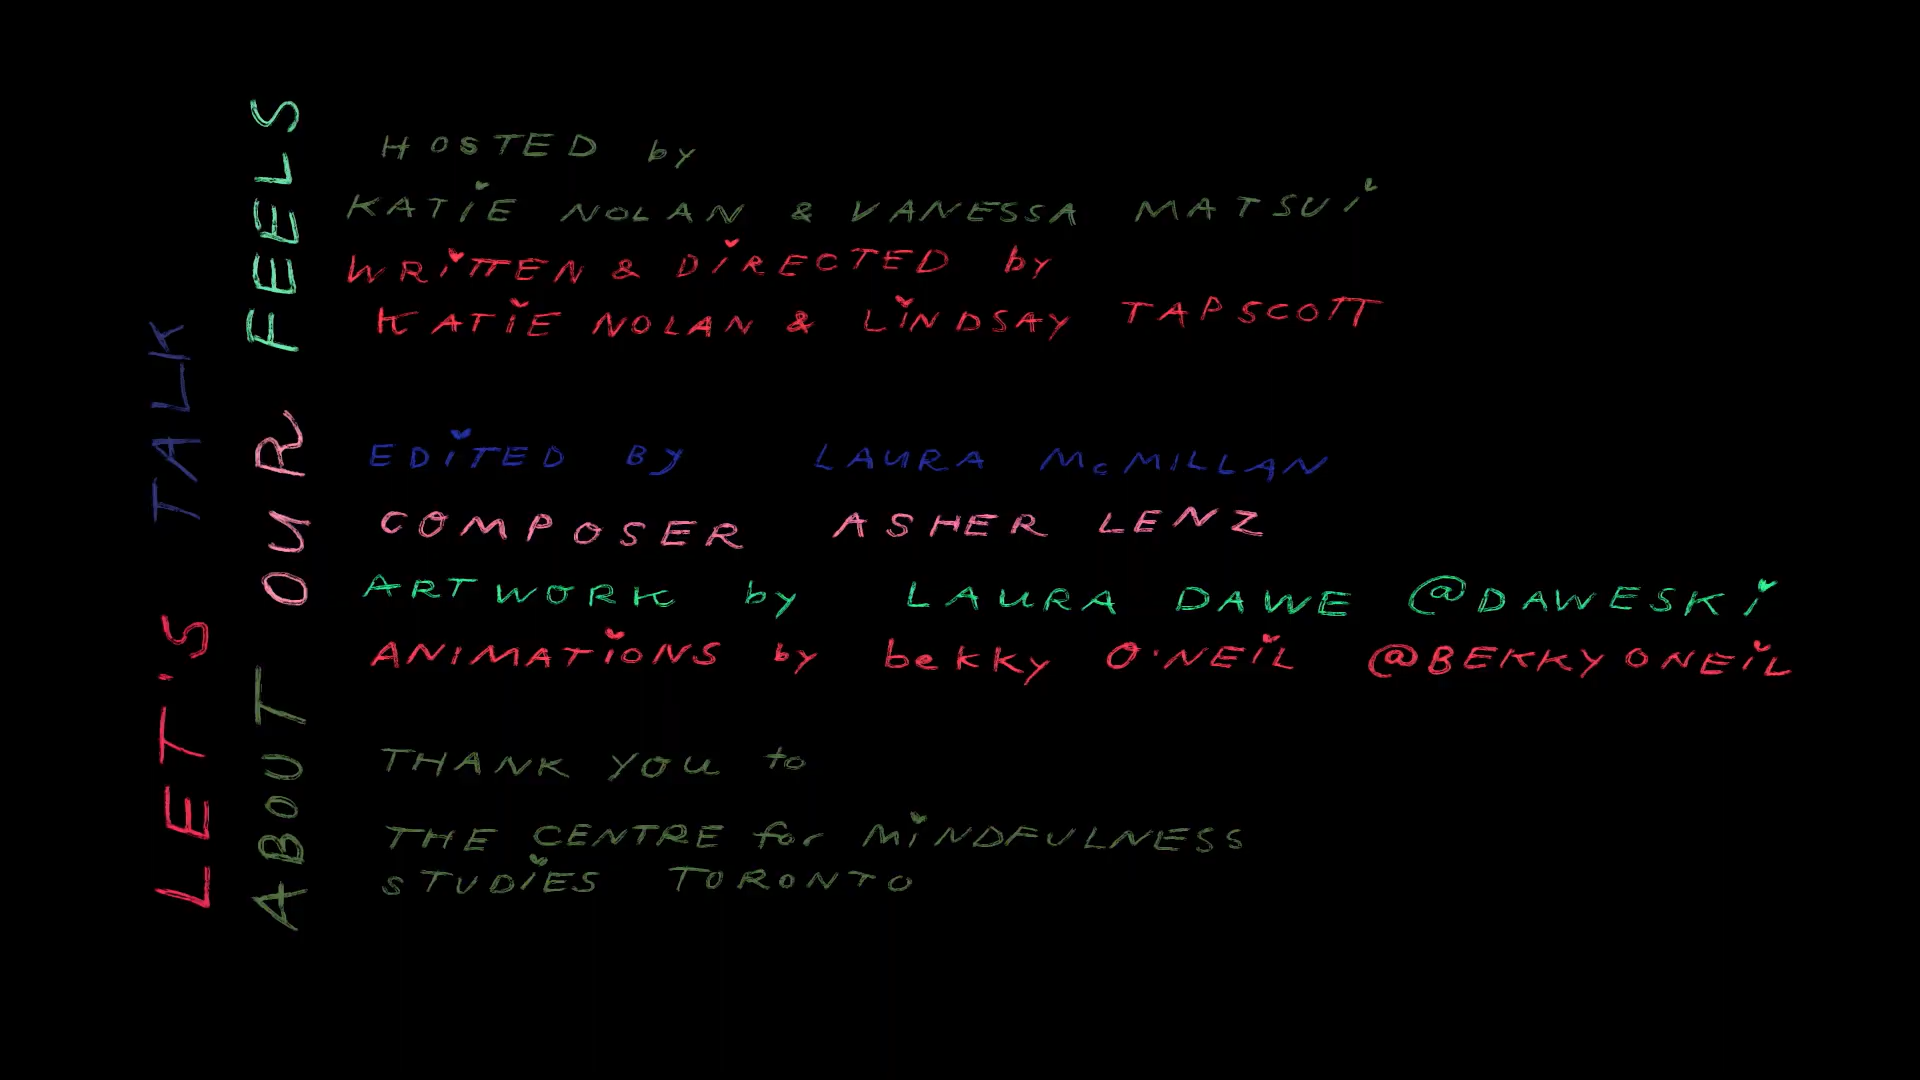 LET'S TALK
ABOUT OUR FEELS
HOSTED by
KATiE NOLAN & VANESSA MATSUi
WRiTTEN & DiRECTED by
KATiE NOLAN & LiNDSAY TAPSCOTT
EDiTED By LAURA McMILLAN
COMPOSER ASHER LENZ
ARTWORK by LAURA DAWE @DAWESKi
ANIMATiONS by bekky O'NEiL @BEKKYONEiL
THANK YOU to
THE CENTRE for MiNDFULNESS
STUDiES TORONTO